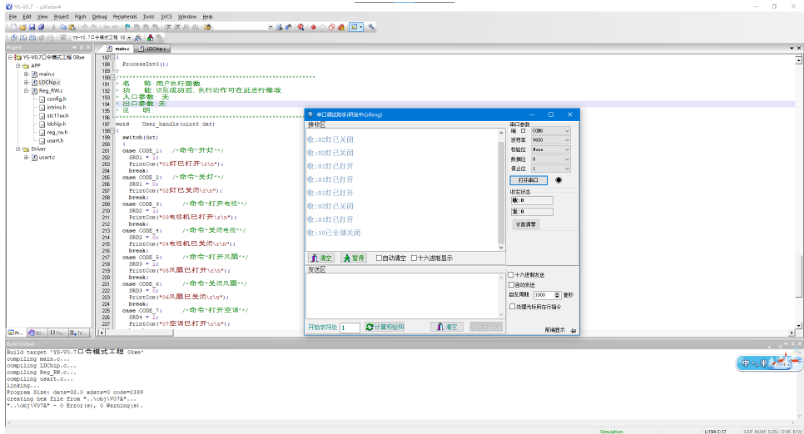 YS-V0.7 - µVision4
File Edit View Project Flash Debug Peripherals Tools SVCS Window Help
YS-V0.7口令模式工程 08xe
Project
main.c
LDChip.c
YS-V0.7口令模式工程 08xe
APP
main.c
LDChip.c
Reg_RW.c
config.h
intrins.h
stc11xx.h
ldchip.h
reg_rw.h
usart.h
Driver
usart.c
187
188 ProcessInt0();
189
190
191 名 称:用户执行函数
192 功 能:识别成功后,执行动作可在此进行修改
193 入口参数:无
194 出口参数:无
195 说 明:
196
197 void User_handle(uint8 dat)
198 {
199 switch(dat)
200 {
201 case CODE_1: /*命令“开灯”*/
202 SRD1 = 1;
203 PrintCom("01灯已打开\r\n");
204 break;
205 case CODE_2: /*命令“关灯”*/
206 SRD1 = 0;
207 PrintCom("02灯已关闭\r\n");
208 break;
209 case CODE_3: /*命令“打开电视”*/
210 SRD2 = 1;
211 PrintCom("03电视机已打开\r\n");
212 break;
213 case CODE_4: /*命令“关闭电视”*/
214 SRD2 = 0;
215 PrintCom("04电视机已关闭\r\n");
216 break;
217 case CODE_5: /*命令“打开风扇”*/
218 SRD3 = 1;
219 PrintCom("05风扇已打开\r\n");
220 break;
221 case CODE_6: /*命令“关闭风扇”*/
222 SRD3 = 0;
223 PrintCom("06风扇已关闭\r\n");
224 break;
225 case CODE_7: /*命令“打开空调”*/
226 SRD4 = 1;
227 PrintCom("07空调已打开\r\n");
接收区
收:02灯已关闭
收:02灯已关闭
收:01灯已打开
收:01灯已打开
收:01灯已打开
收:02灯已关闭
收:01灯已打开
收:10已全部关闭
清空
暂停
自动清空
十六进制显示
发送区
开始字符处 1
计算校验和
清空
串口参数
串 口 COM6
波特率 9600
校验位 None
数据位 8
停止位 1
打开串口
收发状态
收:0
发:0
计数清零
十六进制发送
自动发送
自发周期 1000 毫秒
Build Output
Build target 'YS-V0.7口令模式工程 08xe'
compiling main.c...
compiling LDChip.c...
compiling Reg_RW.c...
compiling usart.c...
linking...
Program Size: data=32.0 xdata=0 code=2339
creating hex file from "..\obj\V07A"...
"..\obj\V07A" - 0 Error(s), 0 Warning(s).
Simulation
L:194 C:17
CAP NUM SCRL OVR R/W